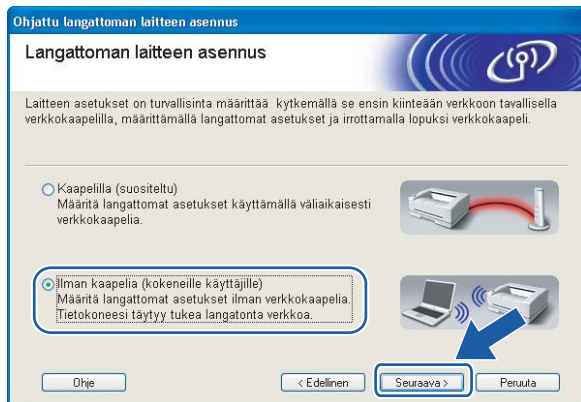 Ohjattu langattoman laitteen asennus
Langattoman laitteen asennus
Laitteen asetukset on turvallisinta määrittää kytkemällä se ensin kiinteään verkkoon tavallisella
verkkokaapelilla, määrittämällä langattomat asetukset ja irrottamalla lopuksi verkkokaapeli.
Kaapelilla (suositeltu)
Määritä langattomat asetukset käyttämällä väliaikaisesti
verkkokaapelia.
Ilman kaapelia (kokeneille käyttäjille)
Määritä langattomat asetukset ilman verkkokaapelia.
Tietokoneesi täytyy tukea langatonta verkkoa.
Ohje
< Edellinen
Seuraava >
Peruuta